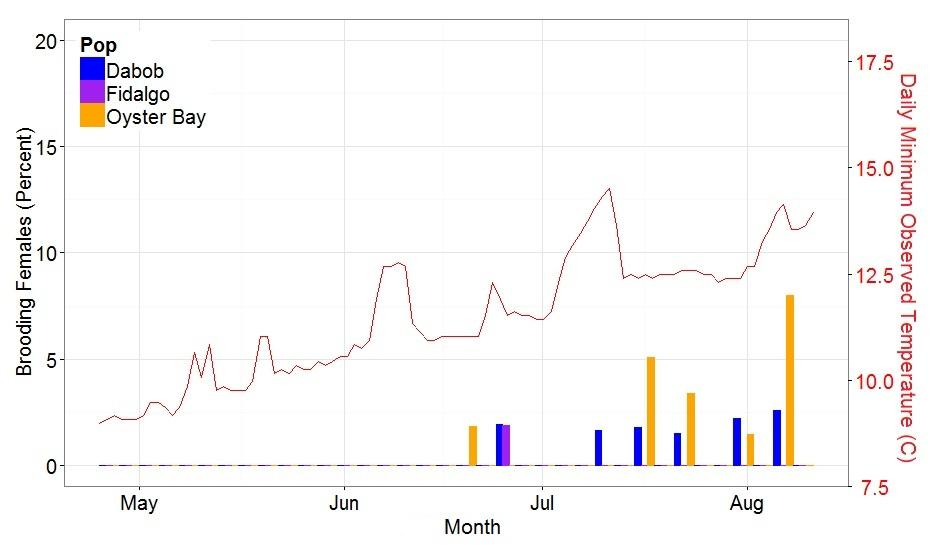 Pop
Dabob
Fidalgo
Oyster Bay
Brooding Females (Percent)
20
15
10
5
0
17.5
15.0
12.5
10.0
7.5
Daily Minimum Observed Temperature (C)
May Jun Jul Aug
Month